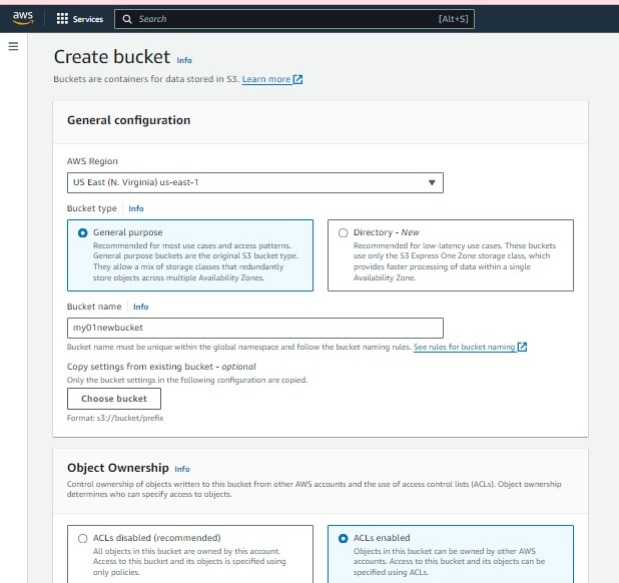 aws
Services
Search
[Alt+S]
Create bucket Info
Buckets are containers for data stored in S3. Learn more
General configuration
AWS Region
US East (N. Virginia) us-east-1
Bucket type Info
General purpose
Recommended for most use cases and access patterns.
General purpose buckets are the original S3 bucket type.
They allow a mix of storage classes that redundantly
store objects across multiple Availability Zones.
Directory - New
Recommended for low-latency use cases. These buckets
use only the S3 Express One Zone storage class, which
provides faster processing of data within a single
Availability Zone.
Bucket name Info
my01newbucket
Bucket name must be unique within the global namespace and follow the bucket naming rules. See rules for bucket naming
Copy settings from existing bucket - optional
Only the bucket settings in the following configuration are copied.
Choose bucket
Format: s3://bucket/prefix
Object Ownership Info
Control ownership of objects written to this bucket from other AWS accounts and the use of access control lists (ACLs). Object ownership
determines who can specify access to objects.
ACLs disabled (recommended)
All objects in this bucket are owned by this account.
Access to this bucket and its objects is specified using
only policies.
ACLs enabled
Objects in this bucket can be owned by other AWS
accounts. Access to this bucket and its objects can be
specified using ACLs.